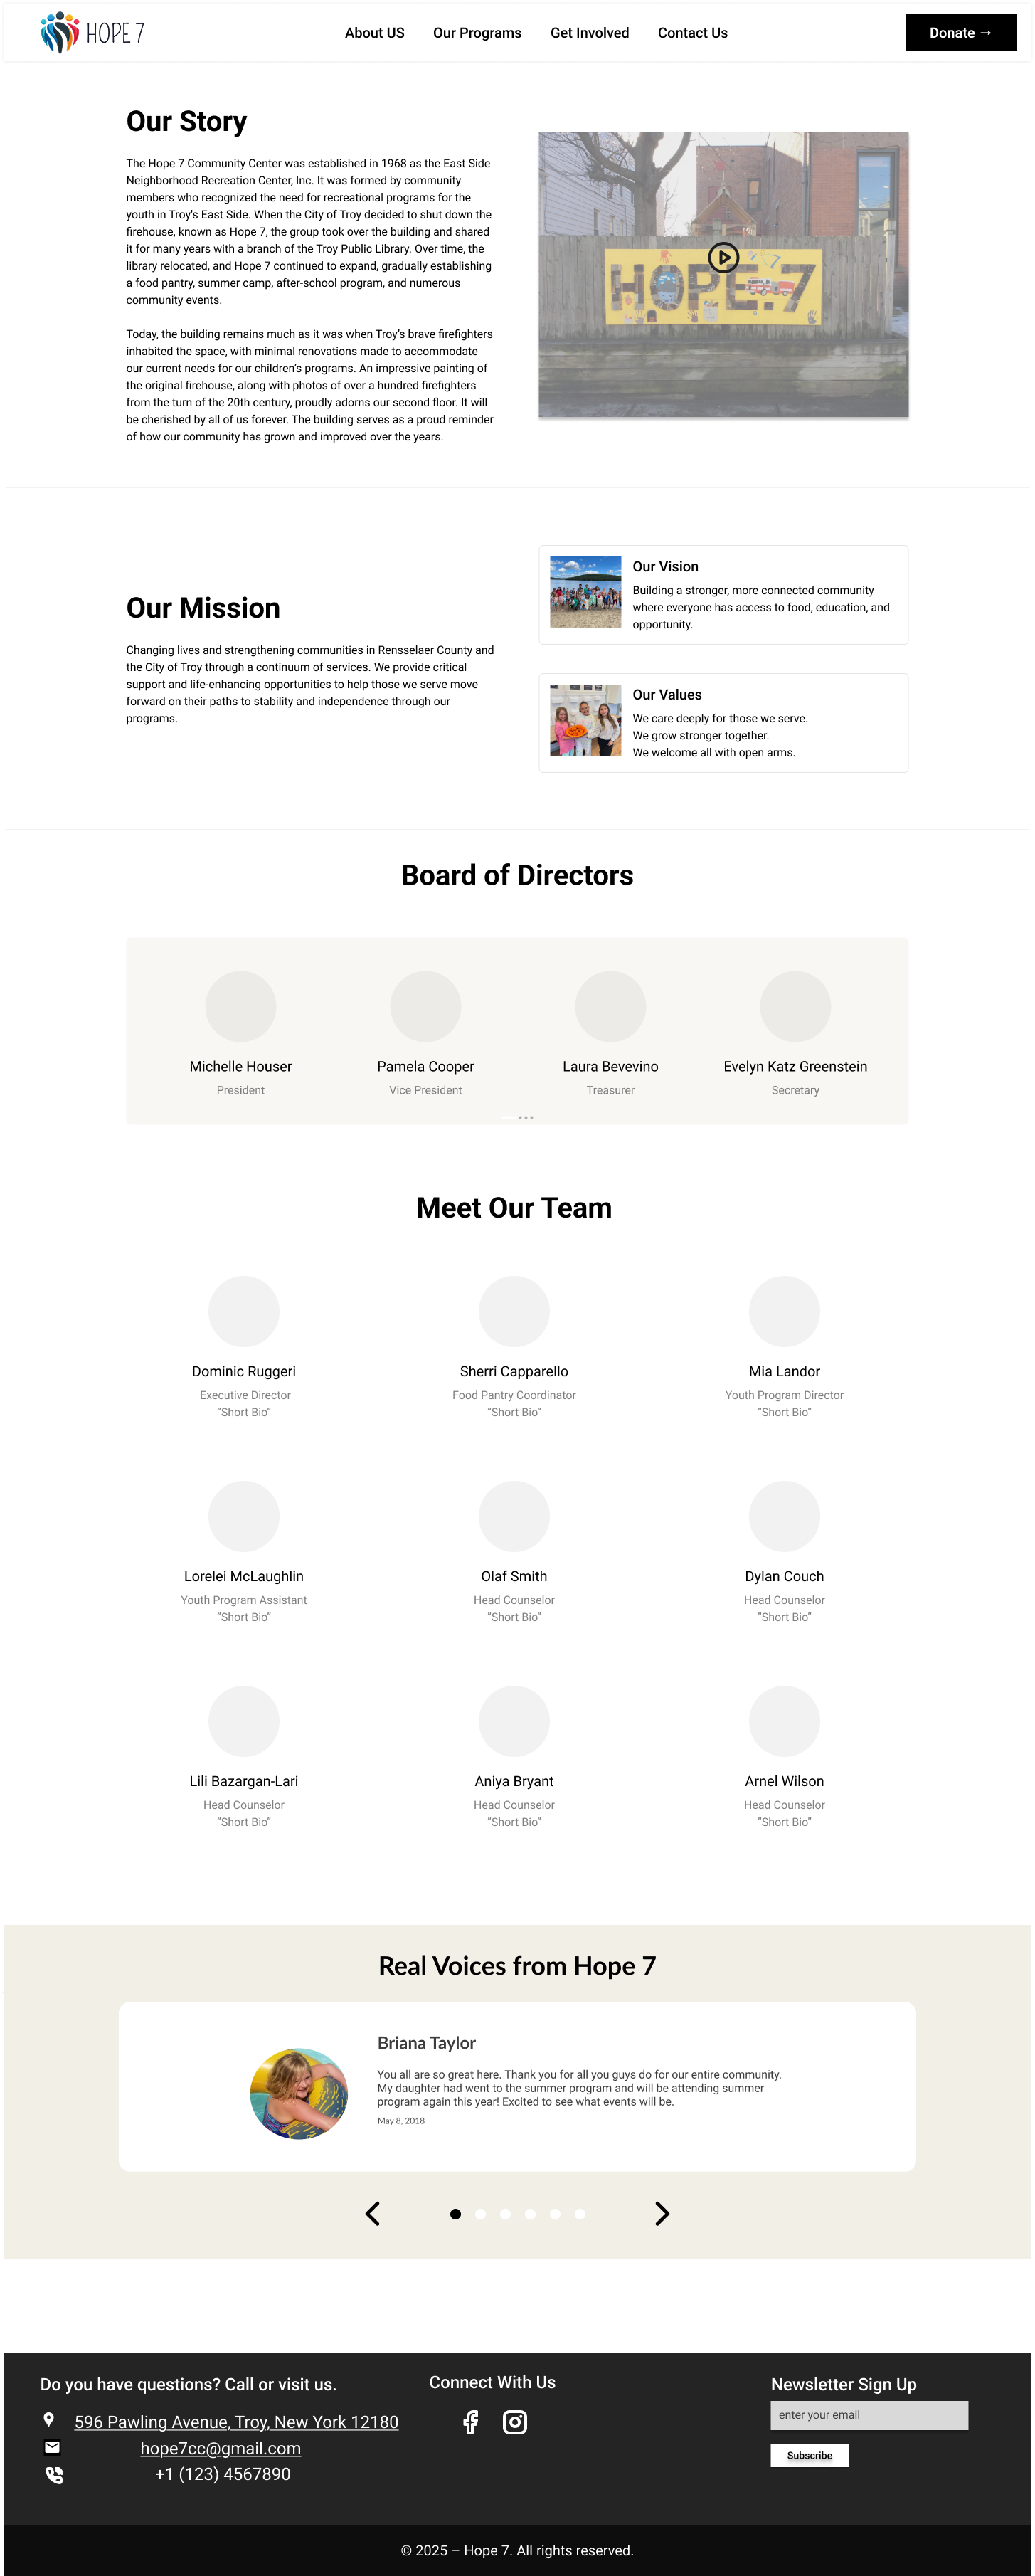 HOPE 7
About US
Our Programs
Get Involved
Contact Us
Donate →
Our Story
The Hope 7 Community Center was established in 1968 as the East Side
Neighborhood Recreation Center, Inc. It was formed by community
members who recognized the need for recreational programs for the
youth in Troy's East Side. When the City of Troy decided to shut down the
firehouse, known as Hope 7, the group took over the building and shared
it for many years with a branch of the Troy Public Library. Over time, the
library relocated, and Hope 7 continued to expand, gradually establishing
a food pantry, summer camp, after-school program, and numerous
community events.
Today, the building remains much as it was when Troy’s brave firefighters
inhabited the space, with minimal renovations made to accommodate
our current needs for our children’s programs. An impressive painting of
the original firehouse, along with photos of over a hundred firefighters
from the turn of the 20th century, proudly adorns our second floor. It will
be cherished by all of us forever. The building serves as a proud reminder
of how our community has grown and improved over the years.
HOPE 7
Our Mission
Changing lives and strengthening communities in Rensselaer County and
the City of Troy through a continuum of services. We provide critical
support and life-enhancing opportunities to help those we serve move
forward on their paths to stability and independence through our
programs.
Our Vision
Building a stronger, more connected community
where everyone has access to food, education, and
opportunity.
Our Values
We care deeply for those we serve.
We grow stronger together.
We welcome all with open arms.
Board of Directors
Michelle Houser
President
Pamela Cooper
Vice President
Laura Bevevino
Treasurer
Evelyn Katz Greenstein
Secretary
Meet Our Team
Dominic Ruggeri
Executive Director
“Short Bio”
Sherri Capparello
Food Pantry Coordinator
“Short Bio”
Mia Landor
Youth Program Director
“Short Bio”
Lorelei McLaughlin
Youth Program Assistant
“Short Bio”
Olaf Smith
Head Counselor
“Short Bio”
Dylan Couch
Head Counselor
“Short Bio”
Lili Bazargan-Lari
Head Counselor
“Short Bio”
Aniya Bryant
Head Counselor
“Short Bio”
Arnel Wilson
Head Counselor
“Short Bio”
Real Voices from Hope 7
Briana Taylor
You all are so great here. Thank you for all you guys do for our entire community.
My daughter had went to the summer program and will be attending summer
program again this year! Excited to see what events will be.
May 8, 2018
Do you have questions? Call or visit us.
596 Pawling Avenue, Troy, New York 12180
hope7cc@gmail.com
+1 (123) 4567890
Connect With Us
Newsletter Sign Up
enter your email
Subscribe
© 2025 – Hope 7. All rights reserved.